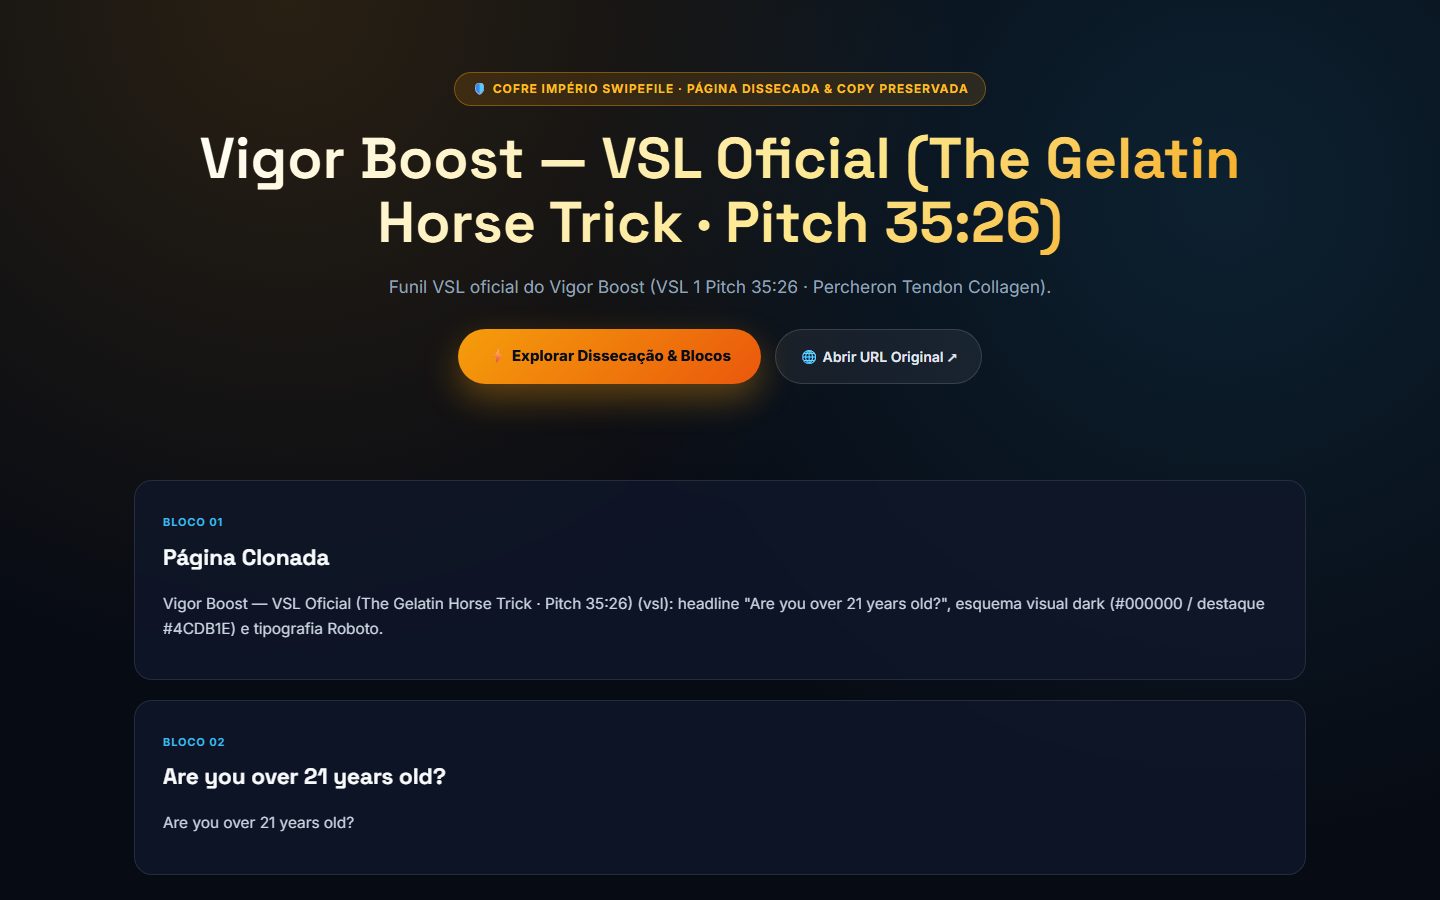 COFRE IMPÉRIO SWIPEFILE · PÁGINA DISSECADA & COPY PRESERVADA
Vigor Boost — VSL Oficial (The Gelatin
Horse Trick · Pitch 35:26)
Funil VSL oficial do Vigor Boost (VSL 1 Pitch 35:26 · Percheron Tendon Collagen).
Explorar Dissecação & Blocos
Abrir URL Original ↗
BLOCO 01
Página Clonada
Vigor Boost — VSL Oficial (The Gelatin Horse Trick · Pitch 35:26) (vsl): headline "Are you over 21 years old?", esquema visual dark (#000000 / destaque
#4CDB1E) e tipografia Roboto.
BLOCO 02
Are you over 21 years old?
Are you over 21 years old?